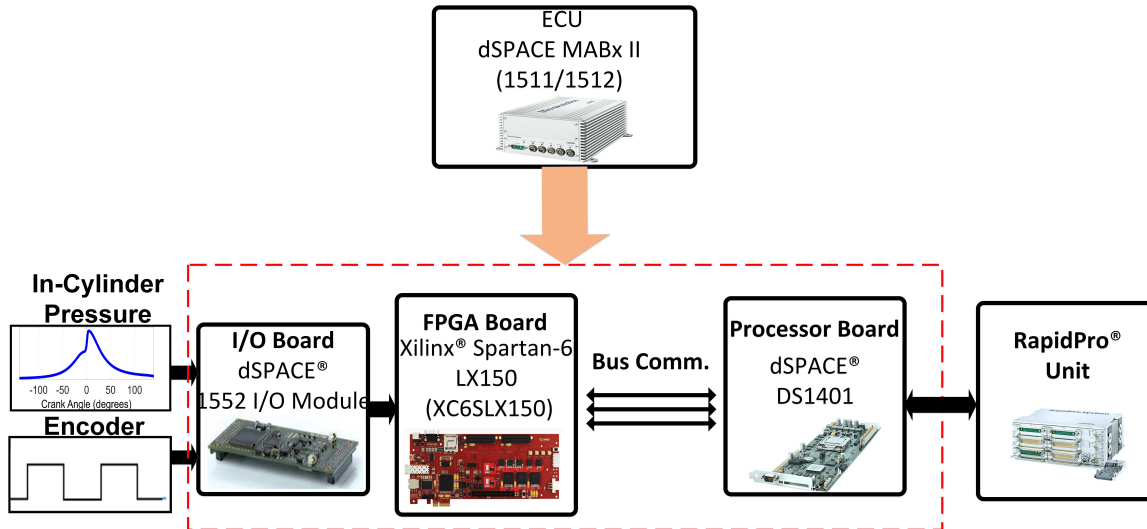 ECU
dSPACE MABx II
(1511/1512)
In-Cylinder
Pressure
-100 -50 0 50 100
Crank Angle (degrees)
Encoder
I/O Board
dSPACE®
1552 I/O Module
FPGA Board
Xilinx® Spartan-6
LX150
(XC6SLX150)
Bus Comm.
Processor Board
dSPACE®
DS1401
RapidPro®
Unit